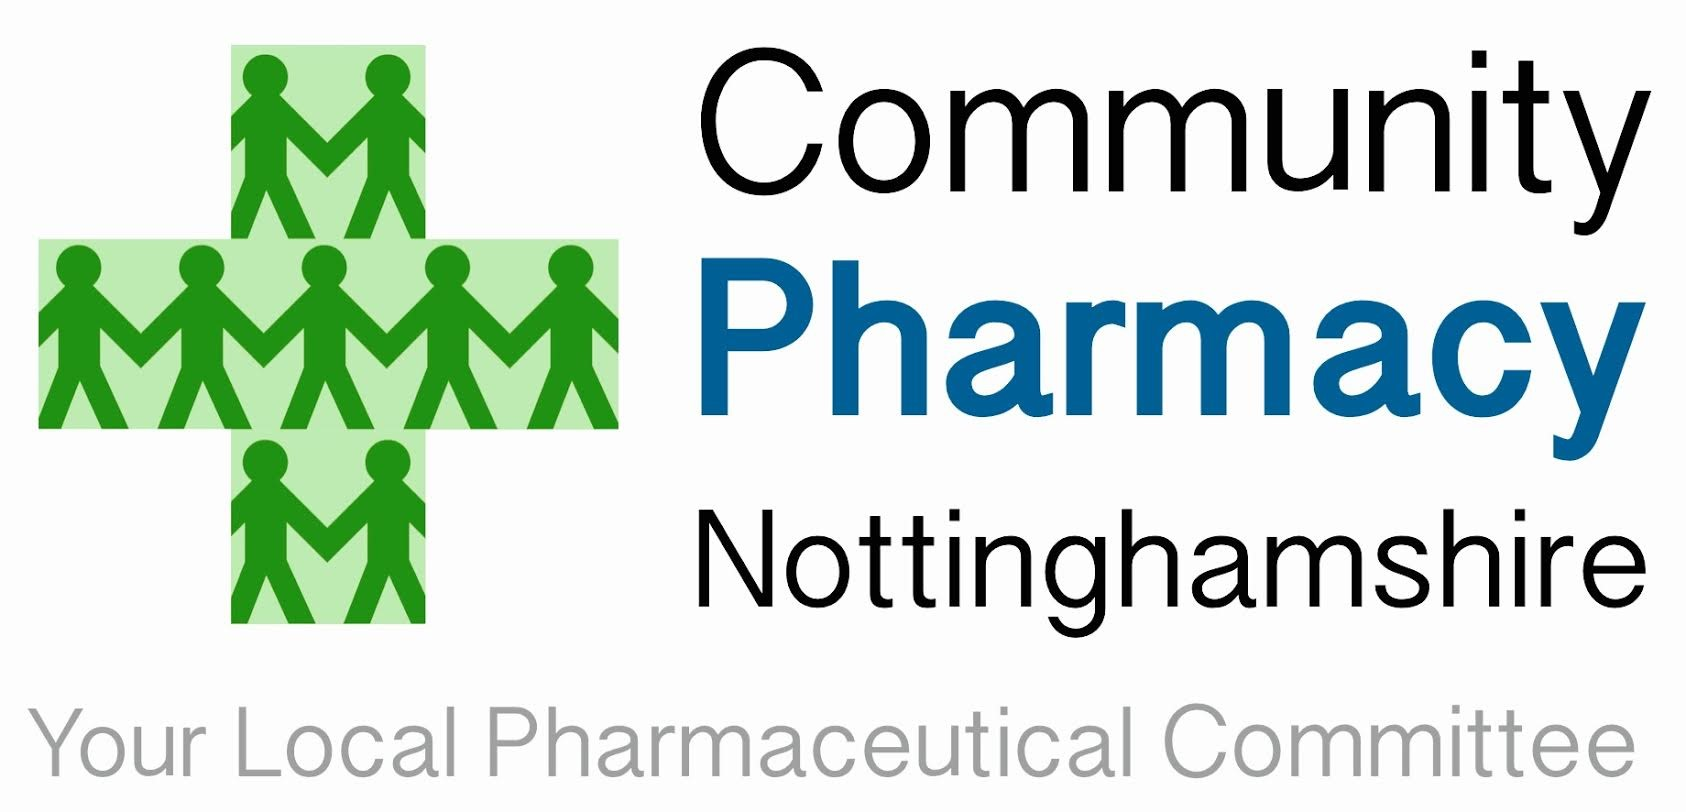 Community
Pharmacy
Nottinghamshire
Your Local Pharmaceutical Committee